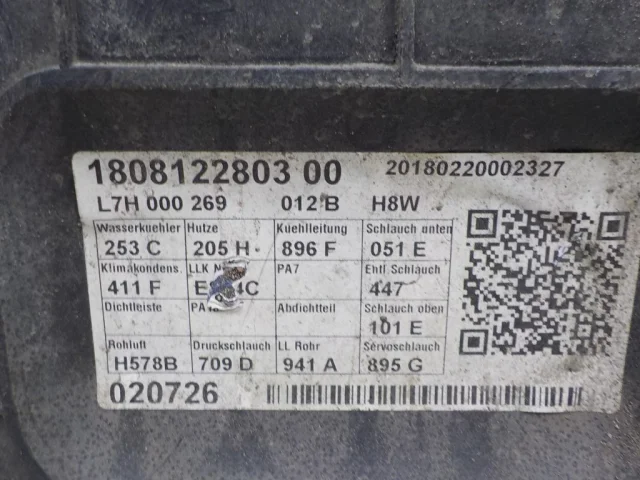 1808122803 00 20180220002327
L7H 000 269 012 B H8W
Wasserkuehler Hutze Kuehlleitung Schlauch unten
253 C 205 H 896 F 051 E
Klimakondens. LLK PA7 Entl Schlauch
411 F 447
Dichtleiste Abdichtteil Schlauch oben
101 E
Rohluft Druckschlauch LL Rohr Servoschlauch
H578B 709 D 941 A 895 G
020726